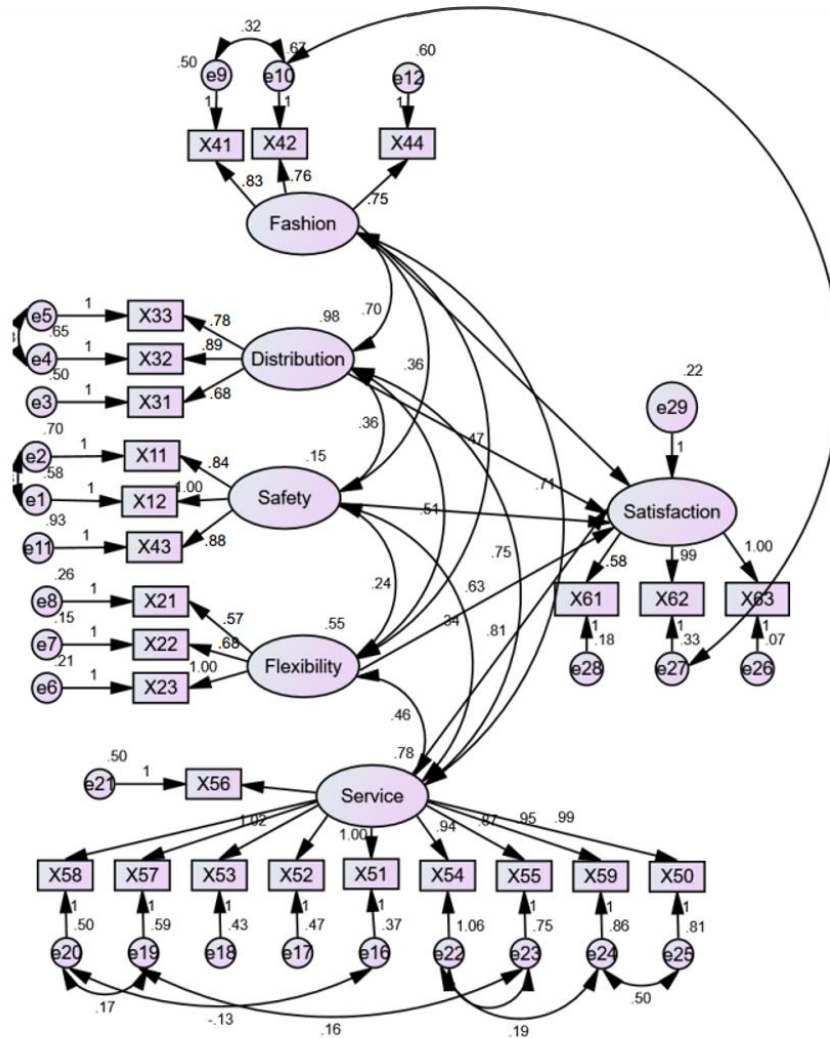 .32
.50
.67
.60
e9
e10
e12
1
1
1
X41
X42
X44
.83
.76
.75
Fashion
.98
.70
e5
1
X33
.78
.65
e4
1
X32
.89
Distribution
.50
e3
1
X31
.68
.36
.36
.22
e29
1
.70
e2
1
X11
.84
.15
.47
.71
.58
e1
1
X12
1.00
Safety
.51
Satisfaction
.93
e11
1
X43
.88
.75
.58
.99
1.00
.26
e8
1
X21
.57
.24
.63
X61
X62
X63
.15
e7
1
X22
.68
.55
.34
.81
1
.18
1
.33
1
.07
.21
e6
1
X23
1.00
Flexibility
e28
e27
e26
.46
.50
.78
e21
1
X56
Service
1.02
1.00
.94
.87
.95
.99
X58
X57
X53
X52
X51
X54
X55
X59
X50
1
1
1
1
1
1
1
1
1
.50
.59
.43
.47
.37
1.06
.75
.86
.81
e20
e19
e18
e17
e16
e22
e23
e24
e25
.17
-.13
.16
.19
.50